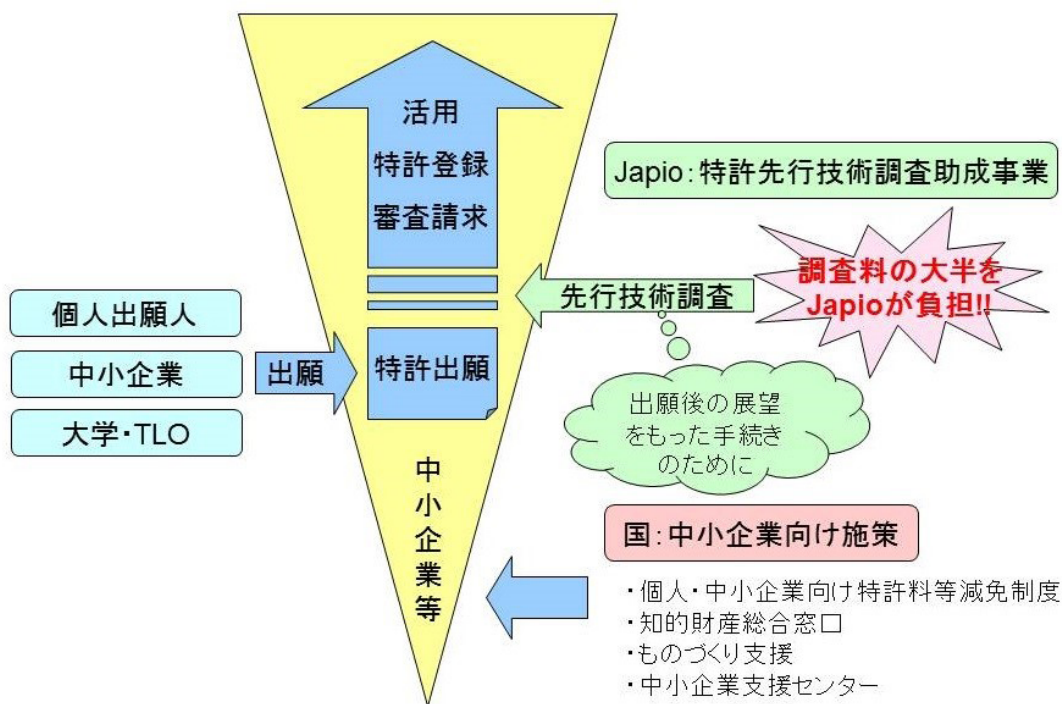 活用
特許登録
審査請求
Japio:特許先行技術調査助成事業
調査料の大半を
Japioが負担!!
先行技術調査
個人出願人
中小企業
大学・TLO
出願
特許出願
出願後の展望
をもった手続き
のために
中小企業等
国:中小企業向け施策
・個人・中小企業向け特許料等減免制度
・知的財産総合窓口
・ものづくり支援
・中小企業支援センター